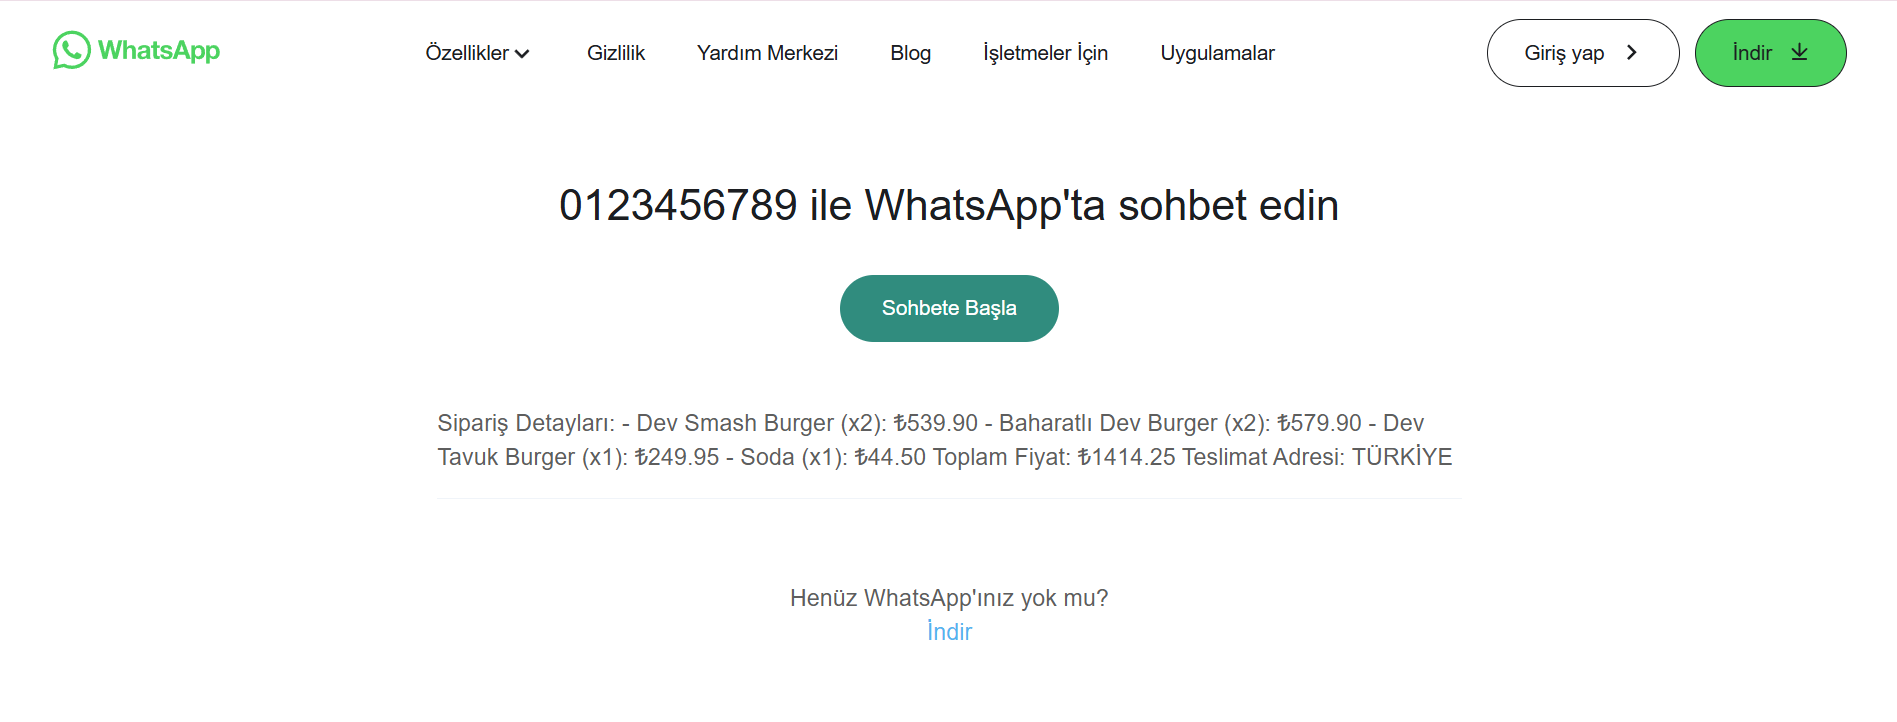 WhatsApp
Özellikler
Gizlilik
Yardım Merkezi
Blog
İşletmeler İçin
Uygulamalar
Giriş yap
İndir
0123456789 ile WhatsApp'ta sohbet edin
Sohbete Başla
Sipariş Detayları: - Dev Smash Burger (x2): ₺539.90 - Baharatlı Dev Burger (x2): ₺579.90 - Dev
Tavuk Burger (x1): ₺249.95 - Soda (x1): ₺44.50 Toplam Fiyat: ₺1414.25 Teslimat Adresi: TÜRKİYE
Henüz WhatsApp'ınız yok mu?
İndir